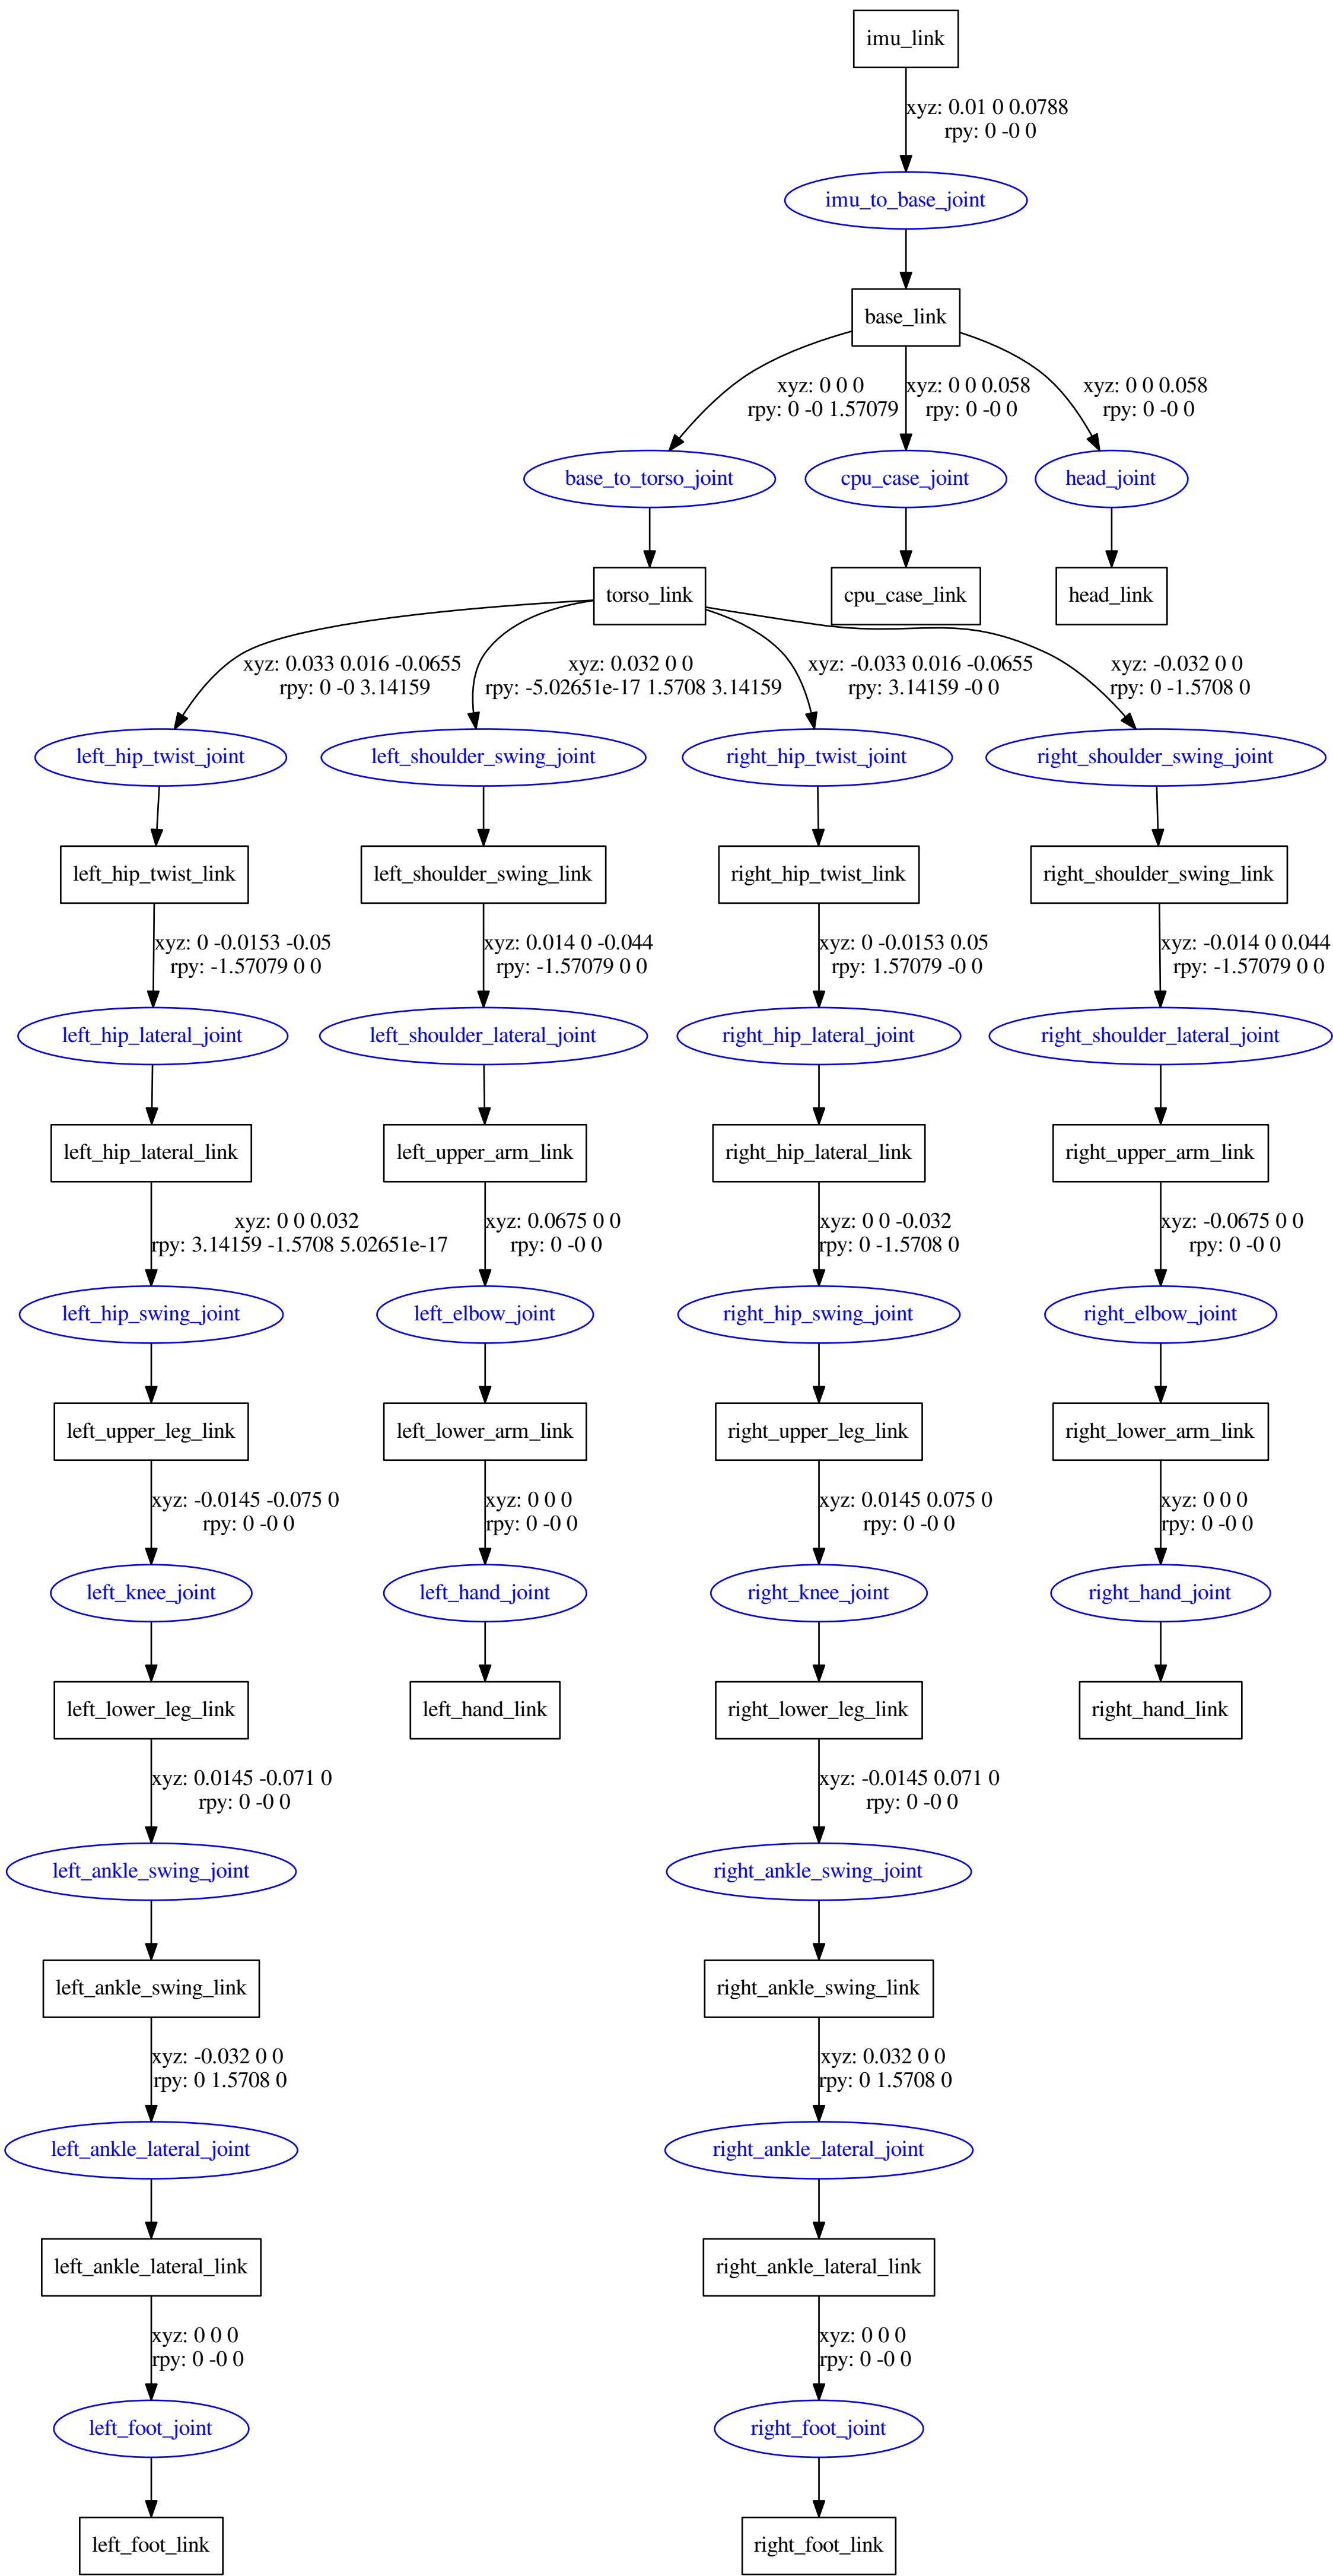 imu_link
xyz: 0.01 0 0.0788
rpy: 0 -0 0
imu_to_base_joint
base_link
xyz: 0 0 0
rpy: 0 -0 1.57079
xyz: 0 0 0.058
rpy: 0 -0 0
xyz: 0 0 0.058
rpy: 0 -0 0
base_to_torso_joint
cpu_case_joint
head_joint
torso_link
cpu_case_link
head_link
xyz: 0.033 0.016 -0.0655
rpy: 0 -0 3.14159
xyz: 0.032 0 0
rpy: -5.02651e-17 1.5708 3.14159
xyz: -0.033 0.016 -0.0655
rpy: 3.14159 -0 0
xyz: -0.032 0 0
rpy: 0 -1.5708 0
left_hip_twist_joint
left_shoulder_swing_joint
right_hip_twist_joint
right_shoulder_swing_joint
left_hip_twist_link
left_shoulder_swing_link
right_hip_twist_link
right_shoulder_swing_link
xyz: 0 -0.0153 -0.05
rpy: -1.57079 0 0
xyz: 0.014 0 -0.044
rpy: -1.57079 0 0
xyz: 0 -0.0153 0.05
rpy: 1.57079 -0 0
xyz: -0.014 0 0.044
rpy: -1.57079 0 0
left_hip_lateral_joint
left_shoulder_lateral_joint
right_hip_lateral_joint
right_shoulder_lateral_joint
left_hip_lateral_link
left_upper_arm_link
right_hip_lateral_link
right_upper_arm_link
xyz: 0 0 0.032
rpy: 3.14159 -1.5708 5.02651e-17
xyz: 0.0675 0 0
rpy: 0 -0 0
xyz: 0 0 -0.032
rpy: 0 -1.5708 0
xyz: -0.0675 0 0
rpy: 0 -0 0
left_hip_swing_joint
left_elbow_joint
right_hip_swing_joint
right_elbow_joint
left_upper_leg_link
left_lower_arm_link
right_upper_leg_link
right_lower_arm_link
xyz: -0.0145 -0.075 0
rpy: 0 -0 0
xyz: 0 0 0
rpy: 0 -0 0
xyz: 0.0145 0.075 0
rpy: 0 -0 0
xyz: 0 0 0
rpy: 0 -0 0
left_knee_joint
left_hand_joint
right_knee_joint
right_hand_joint
left_lower_leg_link
left_hand_link
right_lower_leg_link
right_hand_link
xyz: 0.0145 -0.071 0
rpy: 0 -0 0
xyz: -0.0145 0.071 0
rpy: 0 -0 0
left_ankle_swing_joint
right_ankle_swing_joint
left_ankle_swing_link
right_ankle_swing_link
xyz: -0.032 0 0
rpy: 0 1.5708 0
xyz: 0.032 0 0
rpy: 0 1.5708 0
left_ankle_lateral_joint
right_ankle_lateral_joint
left_ankle_lateral_link
right_ankle_lateral_link
xyz: 0 0 0
rpy: 0 -0 0
xyz: 0 0 0
rpy: 0 -0 0
left_foot_joint
right_foot_joint
left_foot_link
right_foot_link